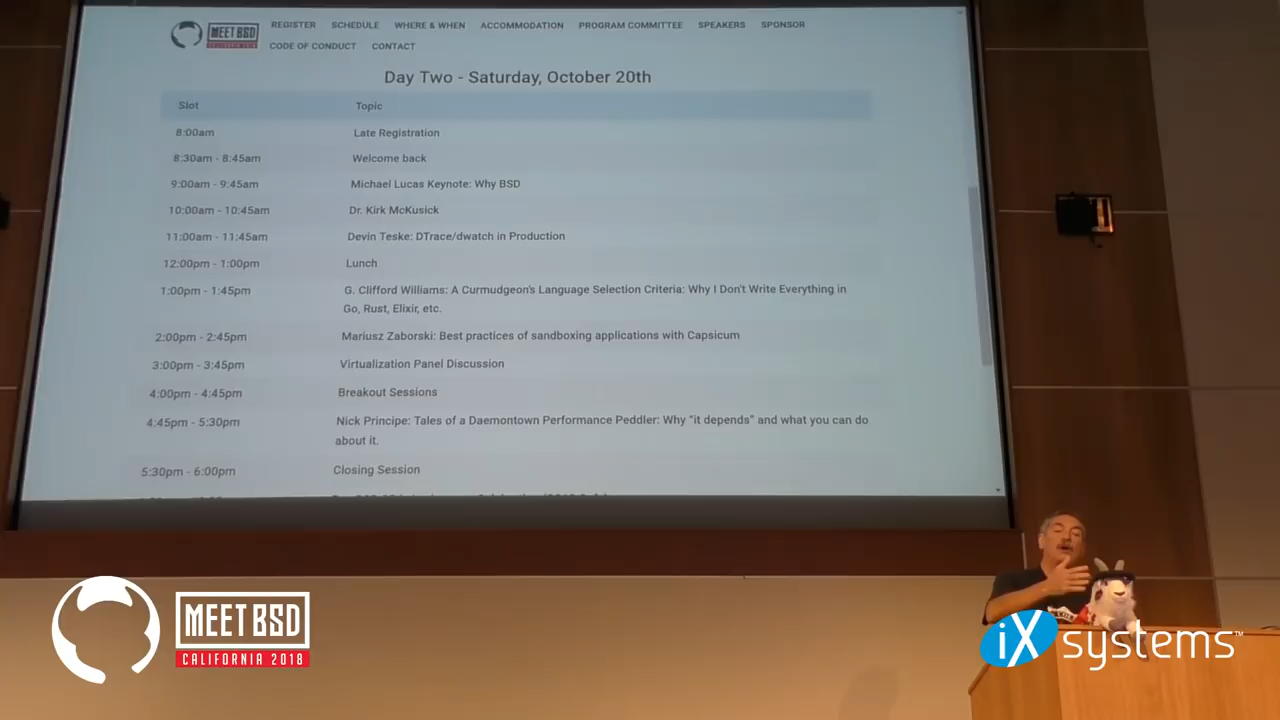 MEET BSD
CALIFORNIA 2018
REGISTER SCHEDULE WHERE & WHEN ACCOMMODATION PROGRAM COMMITTEE SPEAKERS SPONSOR
CODE OF CONDUCT CONTACT
Day Two - Saturday, October 20th
Slot Topic
8:00am Late Registration
8:30am - 8:45am Welcome back
9:00am - 9:45am Michael Lucas Keynote: Why BSD
10:00am - 10:45am Dr. Kirk McKusick
11:00am - 11:45am Devin Teske: DTrace/dwatch in Production
12:00pm - 1:00pm Lunch
1:00pm - 1:45pm G. Clifford Williams: A Curmudgeon's Language Selection Criteria: Why I Don't Write Everything in
Go, Rust, Elixir, etc.
2:00pm - 2:45pm Mariusz Zaborski: Best practices of sandboxing applications with Capsicum
3:00pm - 3:45pm Virtualization Panel Discussion
4:00pm - 4:45pm Breakout Sessions
4:45pm - 5:30pm Nick Principe: Tales of a Daemontown Performance Peddler: Why "it depends" and what you can do
about it.
5:30pm - 6:00pm Closing Session
MEET BSD
CALIFORNIA 2018
iX systems™